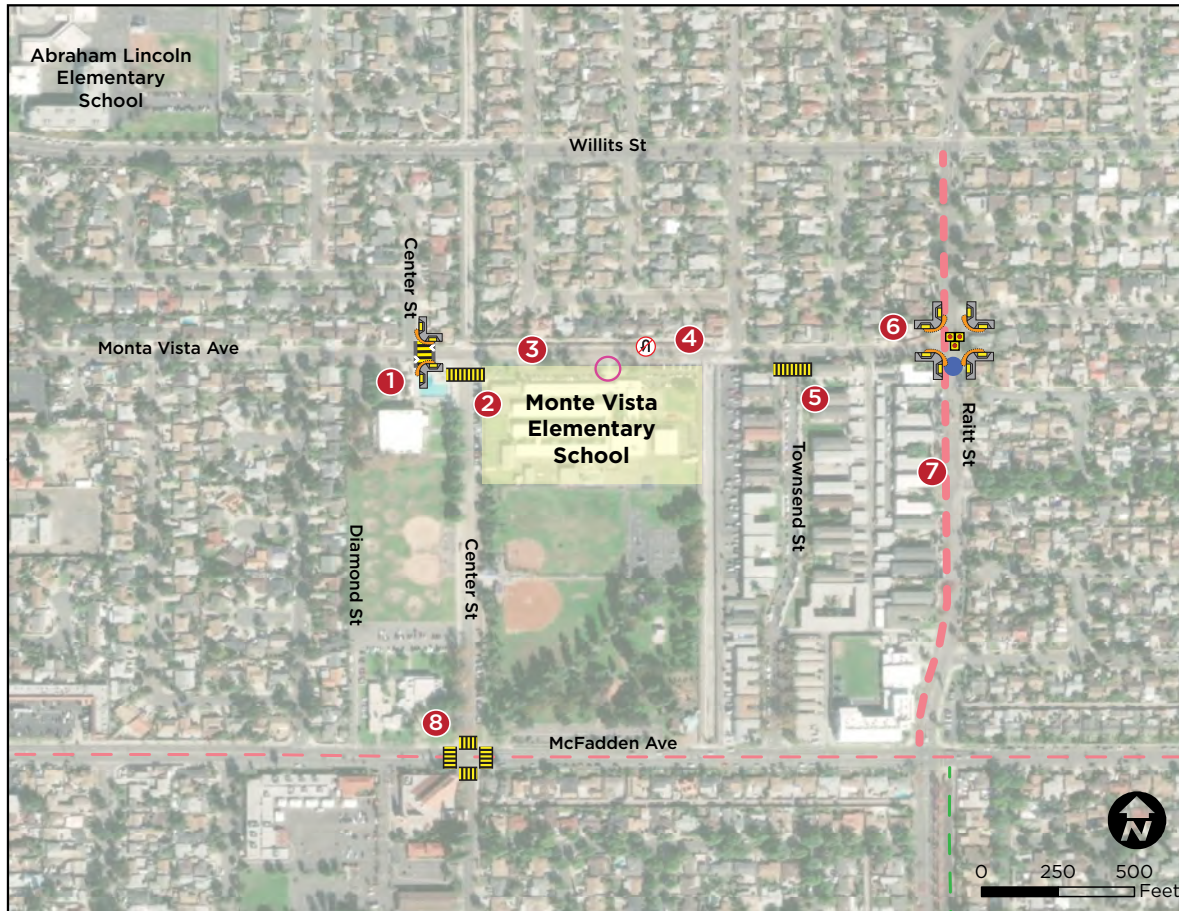 Abraham Lincoln
Elementary
School
Willits St
Center St
Monta Vista Ave
1
2
3
4
5
6
7
8
Monte Vista
Elementary
School
Raitt St
Townsend St
Diamond St
Center St
McFadden Ave
N
0 250 500
Feet